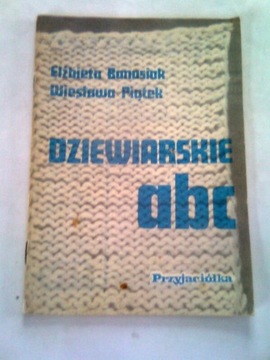 Elżbieta Banasiak
Wiesława Piątek
DZIEWIARSKIE
abc
Przyjaciółka